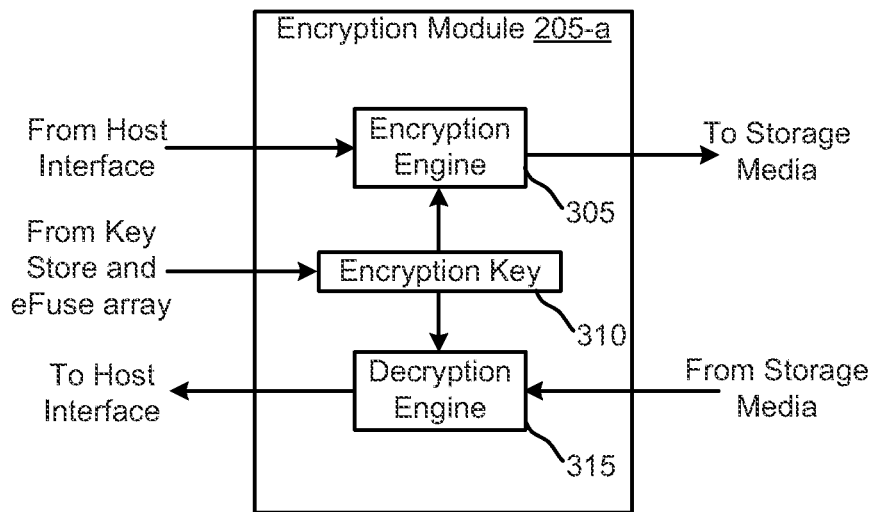 Encryption Module 205-a
From Host
Interface
Encryption
Engine
To Storage
Media
305
From Key
Store and
eFuse array
Encryption Key
310
To Host
Interface
Decryption
Engine
From Storage
Media
315